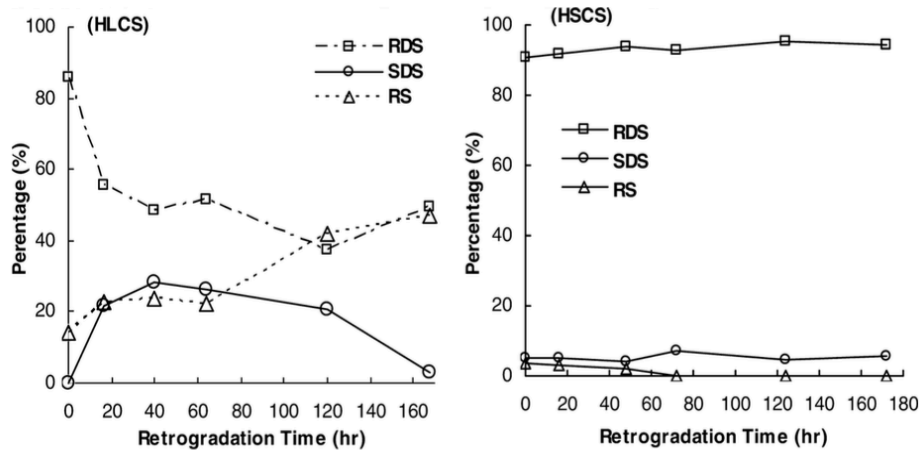 (HLCS)
Perentage (%)
100
80
60
40
20
0
RDS
SDS
RS
0 20 40 60 80 100 120 140 160
Retrogradation Time (hr)
(HSCS)
Percentage (%)
100
80
60
40
20
0
RDS
SDS
RS
0 20 40 60 80 100 120 140 160 180
Retrogradation Time (hr)